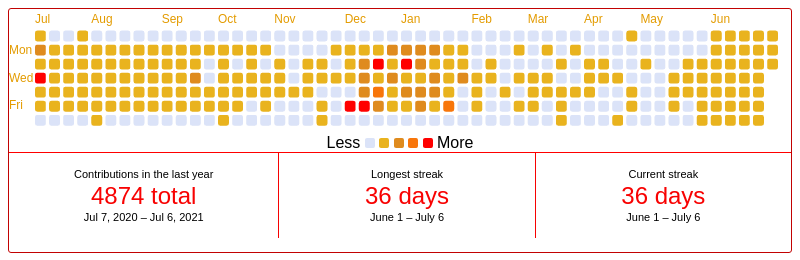 Jul Aug Sep Oct Nov Dec Jan Feb Mar Apr May Jun
Mon
Wed
Fri
Less More
Contributions in the last year
4874 total
Jul 7, 2020 – Jul 6, 2021
Longest streak
36 days
June 1 – July 6
Current streak
36 days
June 1 – July 6